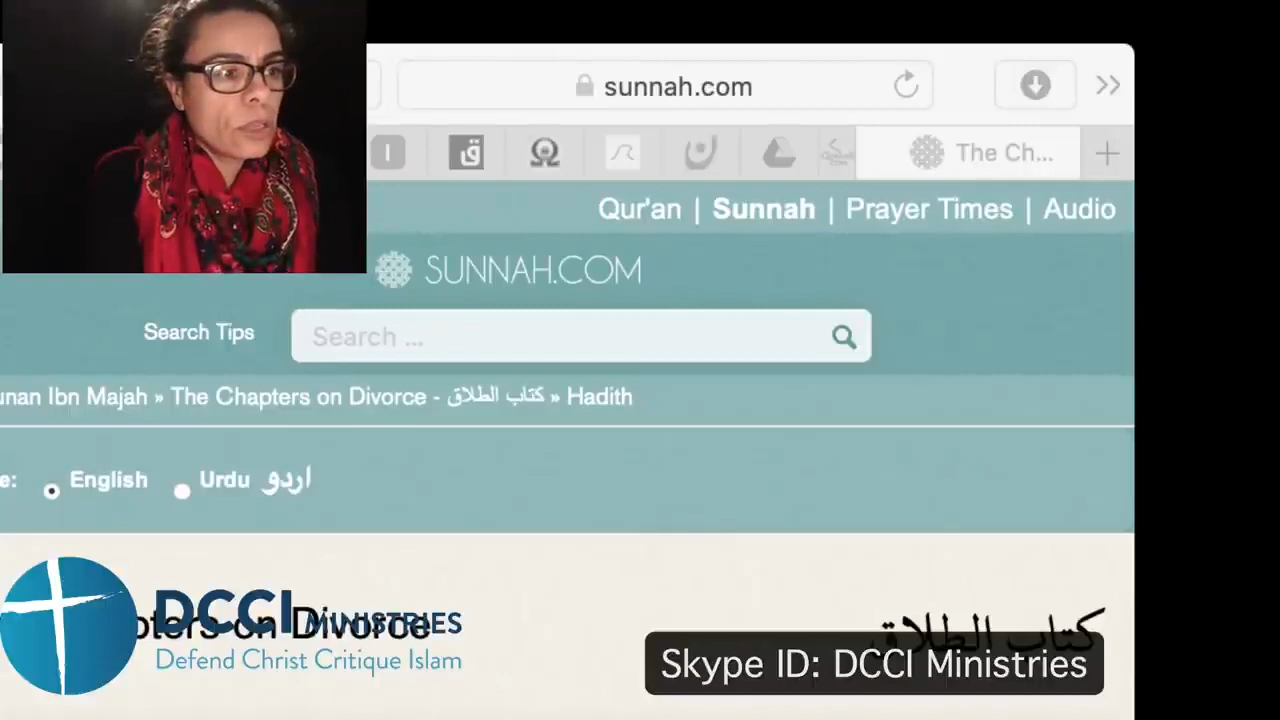 sunnah.com
The Ch...
Qur'an | Sunnah | Prayer Times | Audio
SUNNAH.COM
Search Tips
Search ...
unan Ibn Majah » The Chapters on Divorce - كتاب الطلاق » Hadith
e:
English
Urdu اردو
pters on Divorce
كتاب الطلاق
DCCI MINISTRIES
Defend Christ Critique Islam
Skype ID: DCCI Ministries